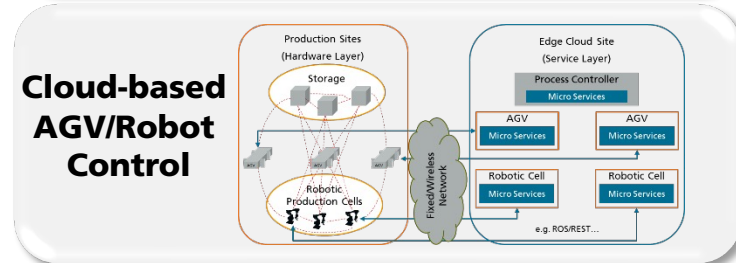 Cloud-based
AGV/Robot
Control
Production Sites
(Hardware Layer)
Storage
Robotic
Production Cells
Fixed/Wireless
Network
Edge Cloud Site
(Service Layer)
Process Controller
Micro Services
AGV
Micro Services
AGV
Micro Services
Robotic Cell
Micro Services
Robotic Cell
Micro Services
e.g. ROS/REST...